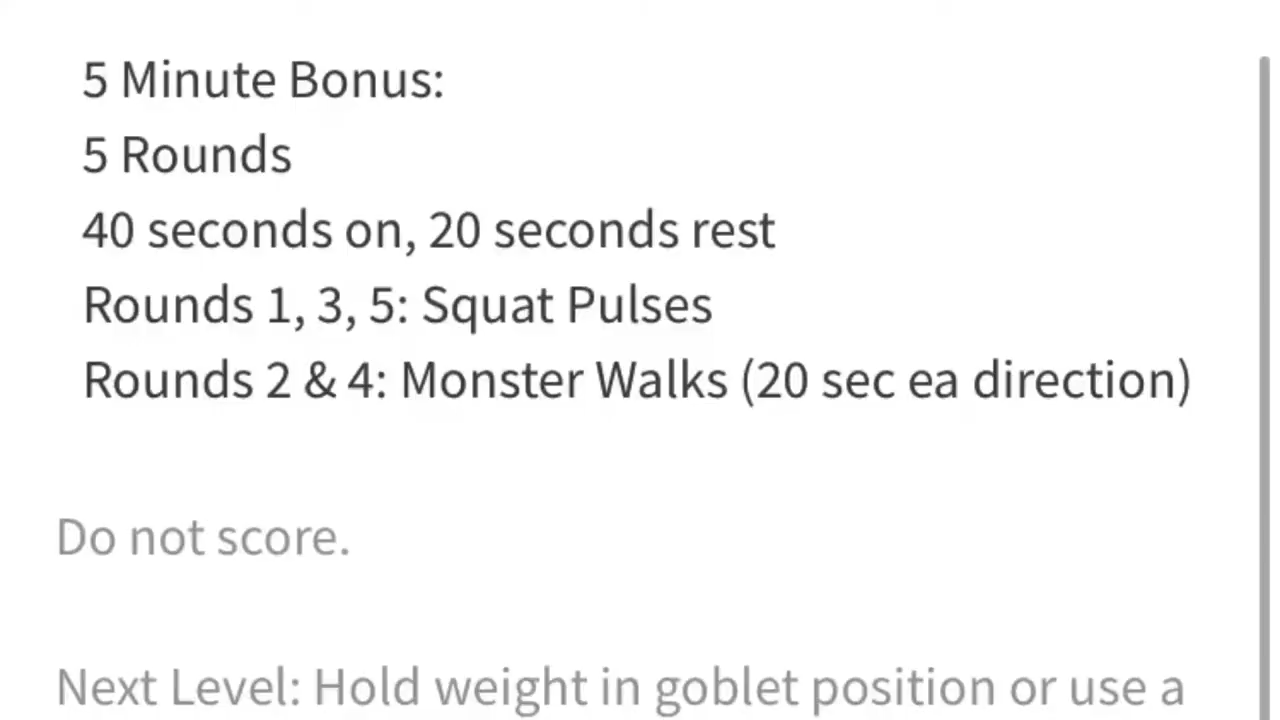 5 Minute Bonus:
5 Rounds
40 seconds on, 20 seconds rest
Rounds 1, 3, 5: Squat Pulses
Rounds 2 & 4: Monster Walks (20 sec ea direction)
Do not score.
Next Level: Hold weight in goblet position or use a